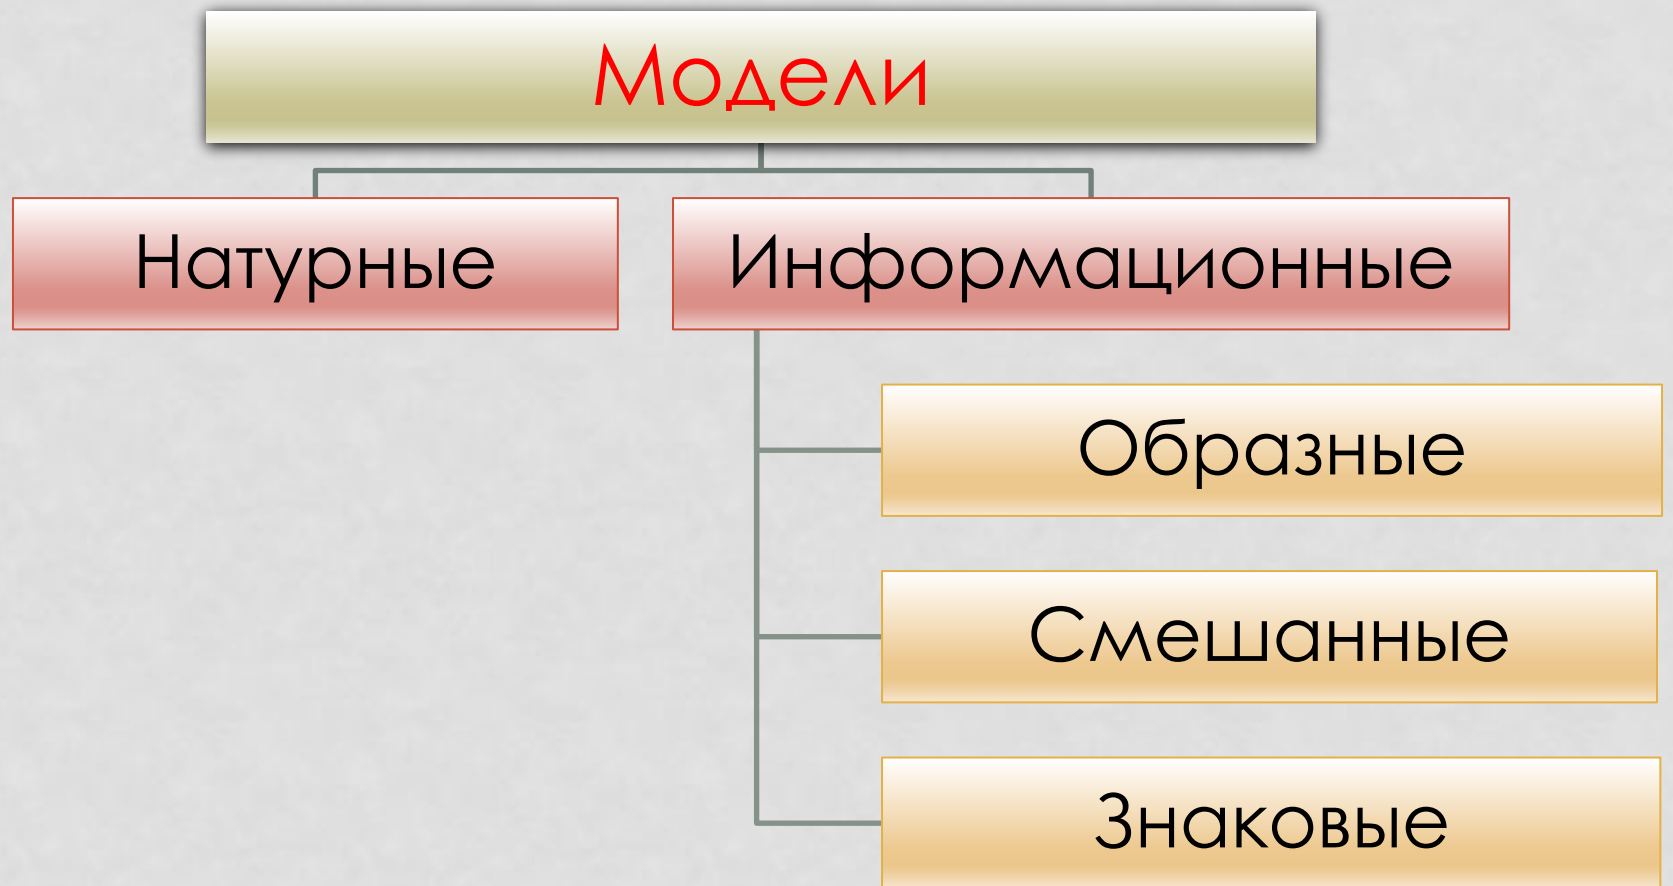 Модели
Натурные
Информационные
Образные
Смешанные
Знаковые